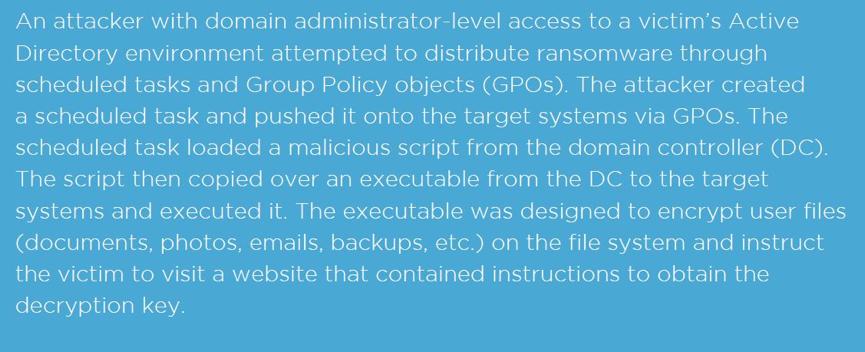 An attacker with domain administrator-level access to a victim’s Active
Directory environment attempted to distribute ransomware through
scheduled tasks and Group Policy objects (GPOs). The attacker created
a scheduled task and pushed it onto the target systems via GPOs. The
scheduled task loaded a malicious script from the domain controller (DC).
The script then copied over an executable from the DC to the target
systems and executed it. The executable was designed to encrypt user files
(documents, photos, emails, backups, etc.) on the file system and instruct
the victim to visit a website that contained instructions to obtain the
decryption key.